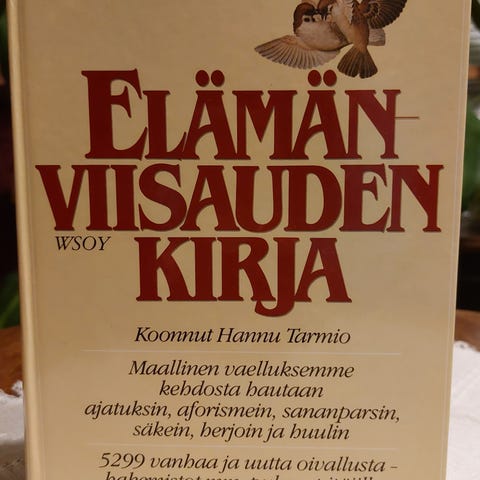 ELÄMÄN-
VIISAUDEN
WSOY
KIRJA
Koonnut Hannu Tarmio
Maallinen vaelluksemme
kehdosta hautaan
ajatuksin, aforismein, sananparsin,
säkein, herjoin ja huulin
5299 vanhaa ja uutta oivallusta –